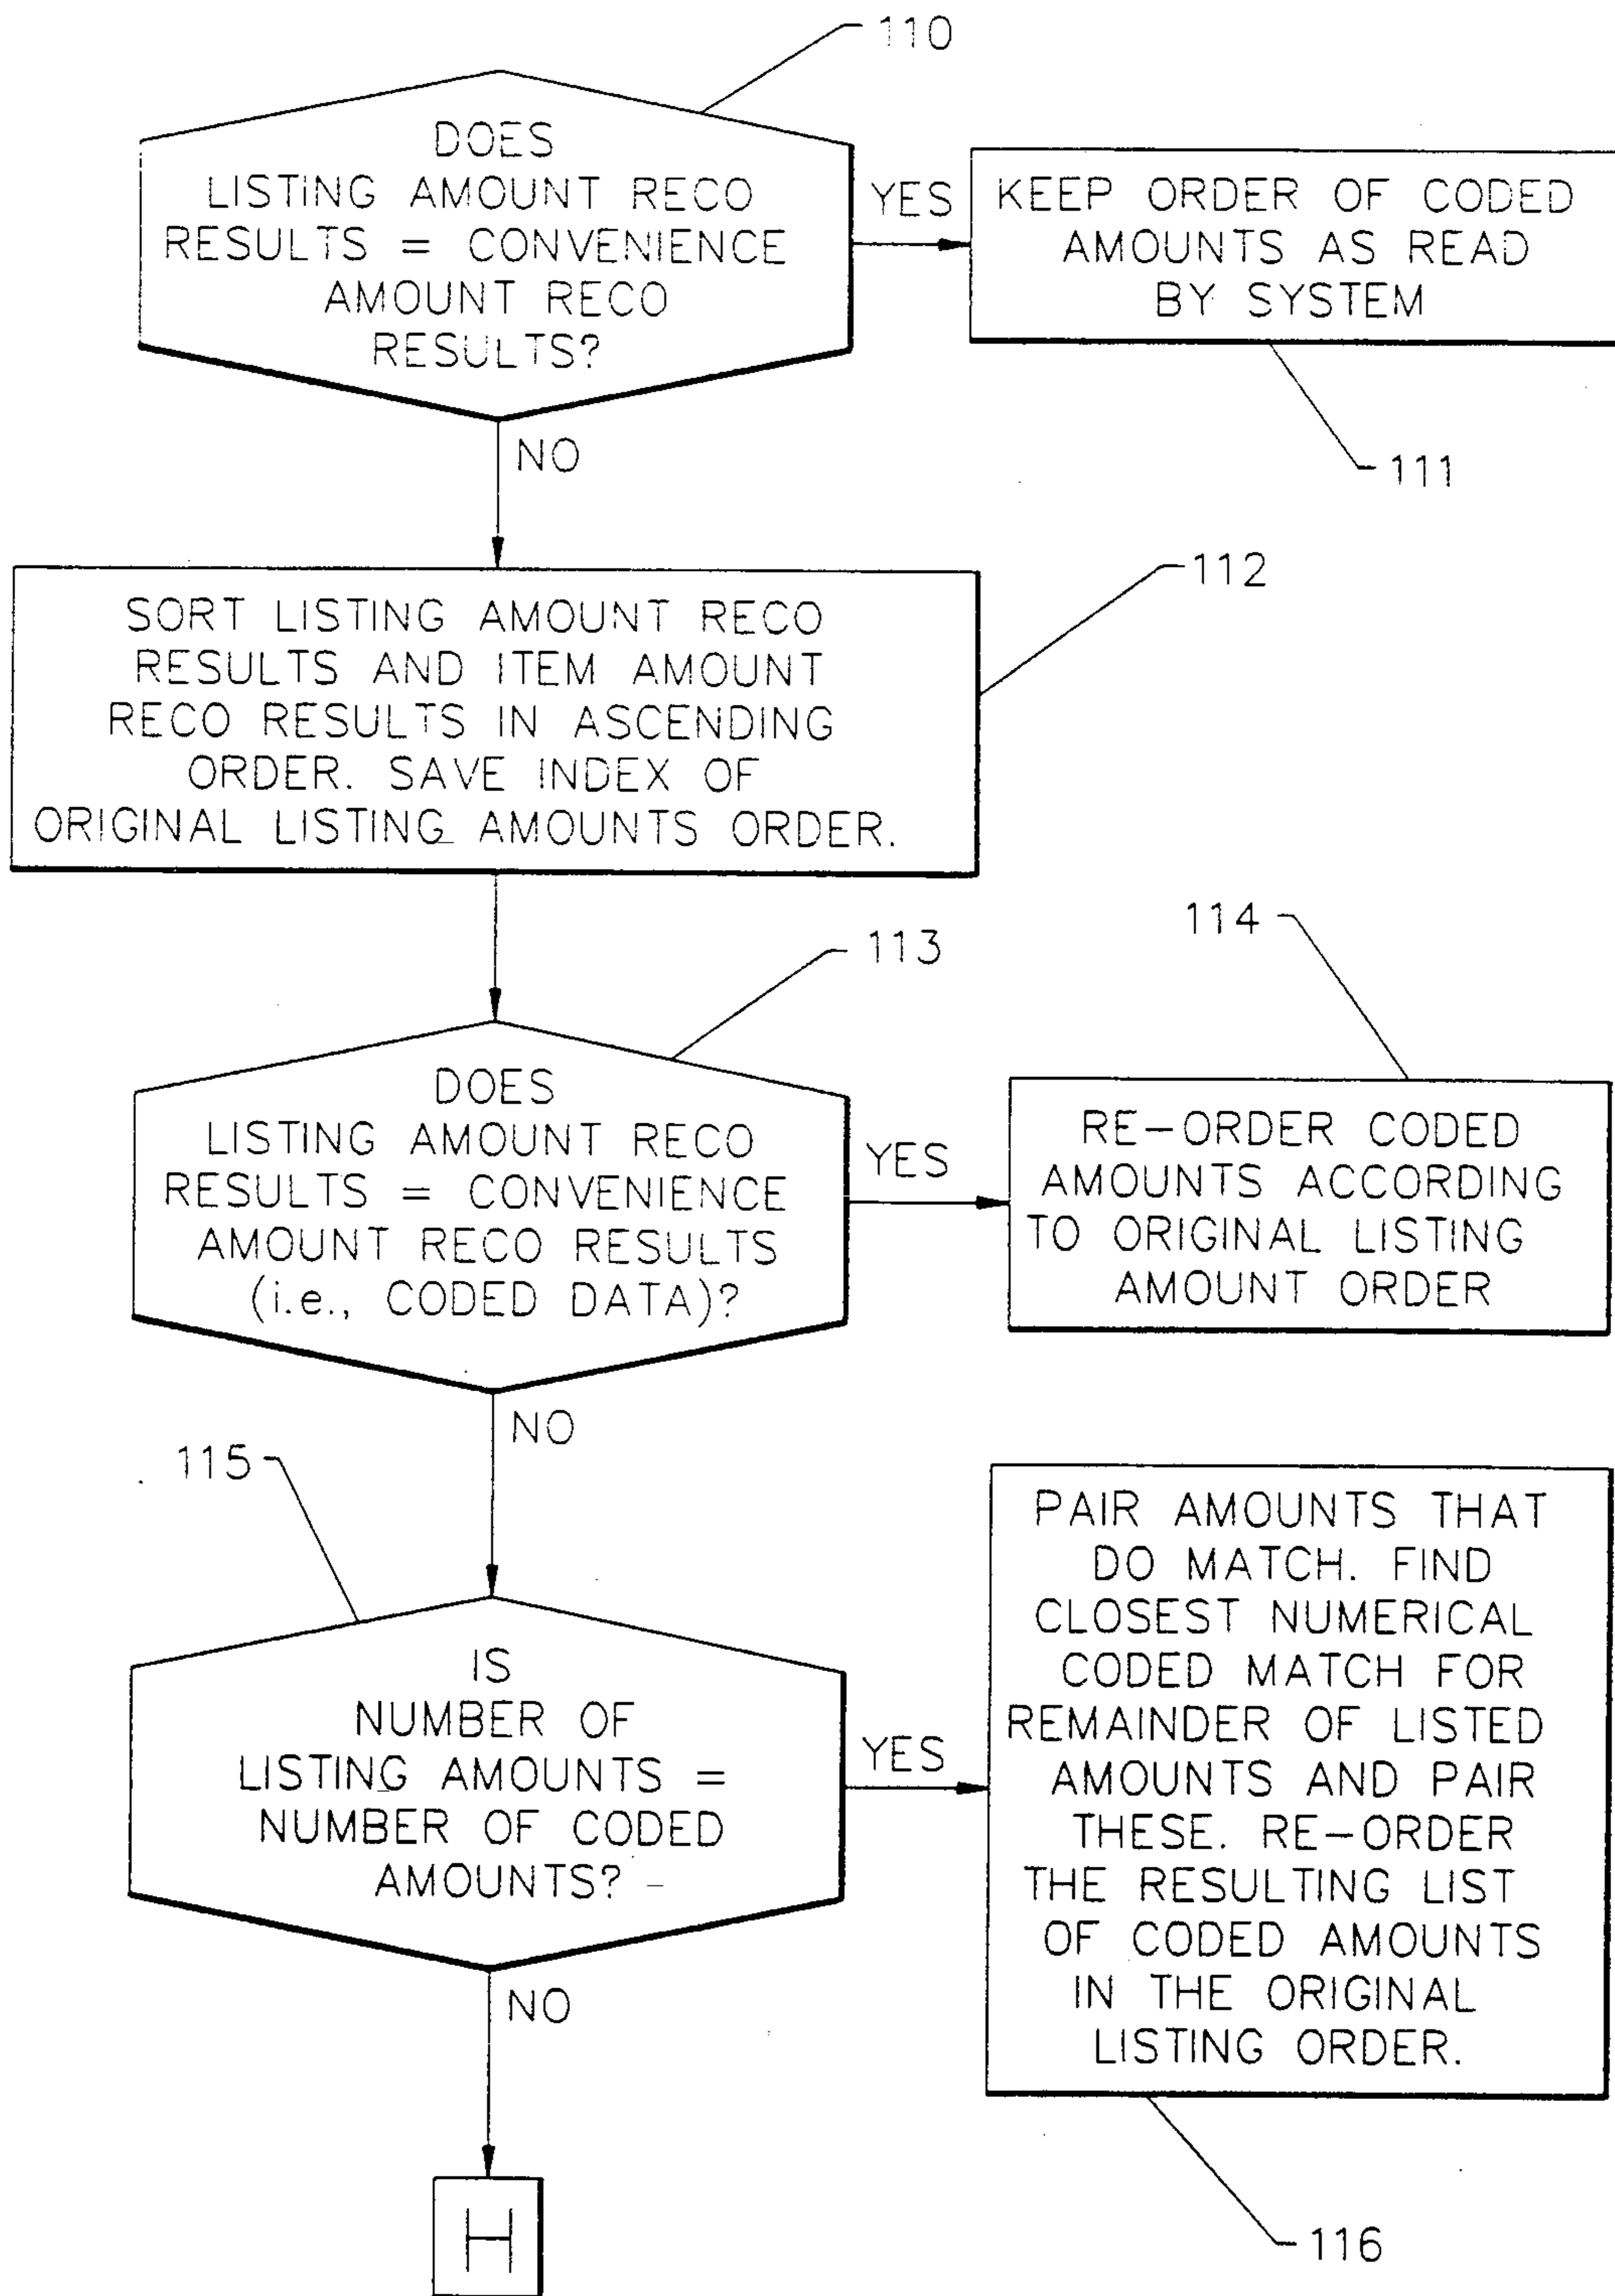 110
DOES
LISTING AMOUNT RECO
RESULTS = CONVENIENCE
AMOUNT RECO
RESULTS?
YES
KEEP ORDER OF CODED
AMOUNTS AS READ
BY SYSTEM
111
NO
112
SORT LISTING AMOUNT RECO
RESULTS AND ITEM AMOUNT
RECO RESULTS IN ASCENDING
ORDER. SAVE INDEX OF
ORIGINAL LISTING AMOUNTS ORDER.
113
DOES
LISTING AMOUNT RECO
RESULTS = CONVENIENCE
AMOUNT RECO RESULTS
(i.e., CODED DATA)?
YES
114
RE-ORDER CODED
AMOUNTS ACCORDING
TO ORIGINAL LISTING
AMOUNT ORDER
NO
115
IS
NUMBER OF
LISTING AMOUNTS =
NUMBER OF CODED
AMOUNTS?
YES
PAIR AMOUNTS THAT
DO MATCH. FIND
CLOSEST NUMERICAL
CODED MATCH FOR
REMAINDER OF LISTED
AMOUNTS AND PAIR
THESE. RE-ORDER
THE RESULTING LIST
OF CODED AMOUNTS
IN THE ORIGINAL
LISTING ORDER.
116
NO
H